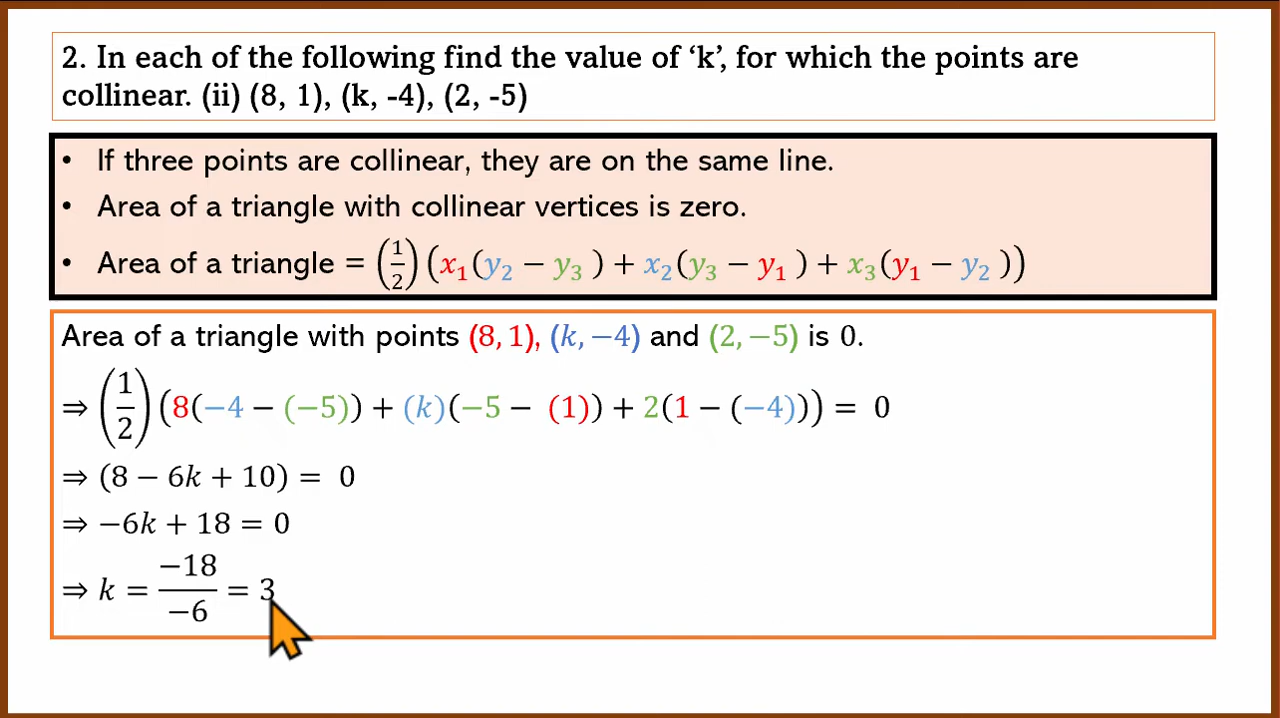 2. In each of the following find the value of ‘k’, for which the points are
collinear. (ii) (8, 1), (k, -4), (2, -5)
• If three points are collinear, they are on the same line.
• Area of a triangle with collinear vertices is zero.
• Area of a triangle = (1/2)(x₁(y₂ − y₃ ) + x₂(y₃ − y₁ ) + x₃(y₁ − y₂ ))
Area of a triangle with points (8, 1), (k, −4) and (2, −5) is 0.
⇒ (1/2)(8(−4 − (−5)) + (k)(−5 − (1)) + 2(1 − (−4))) = 0
⇒ (8 − 6k + 10) = 0
⇒ −6k + 18 = 0
⇒ k = −18/−6 = 3